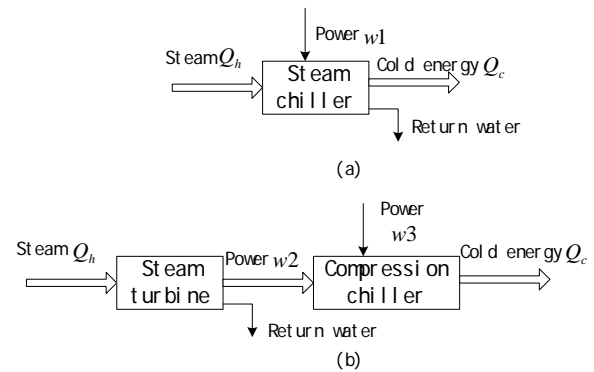 Power w1
Steam Qh
Cold energy Qc
Steam
chiller
Return water
(a)
Power
w3
Steam Qh
Power w2
Cold energy Qc
Steam
turbine
Compression
chiller
Return water
(b)